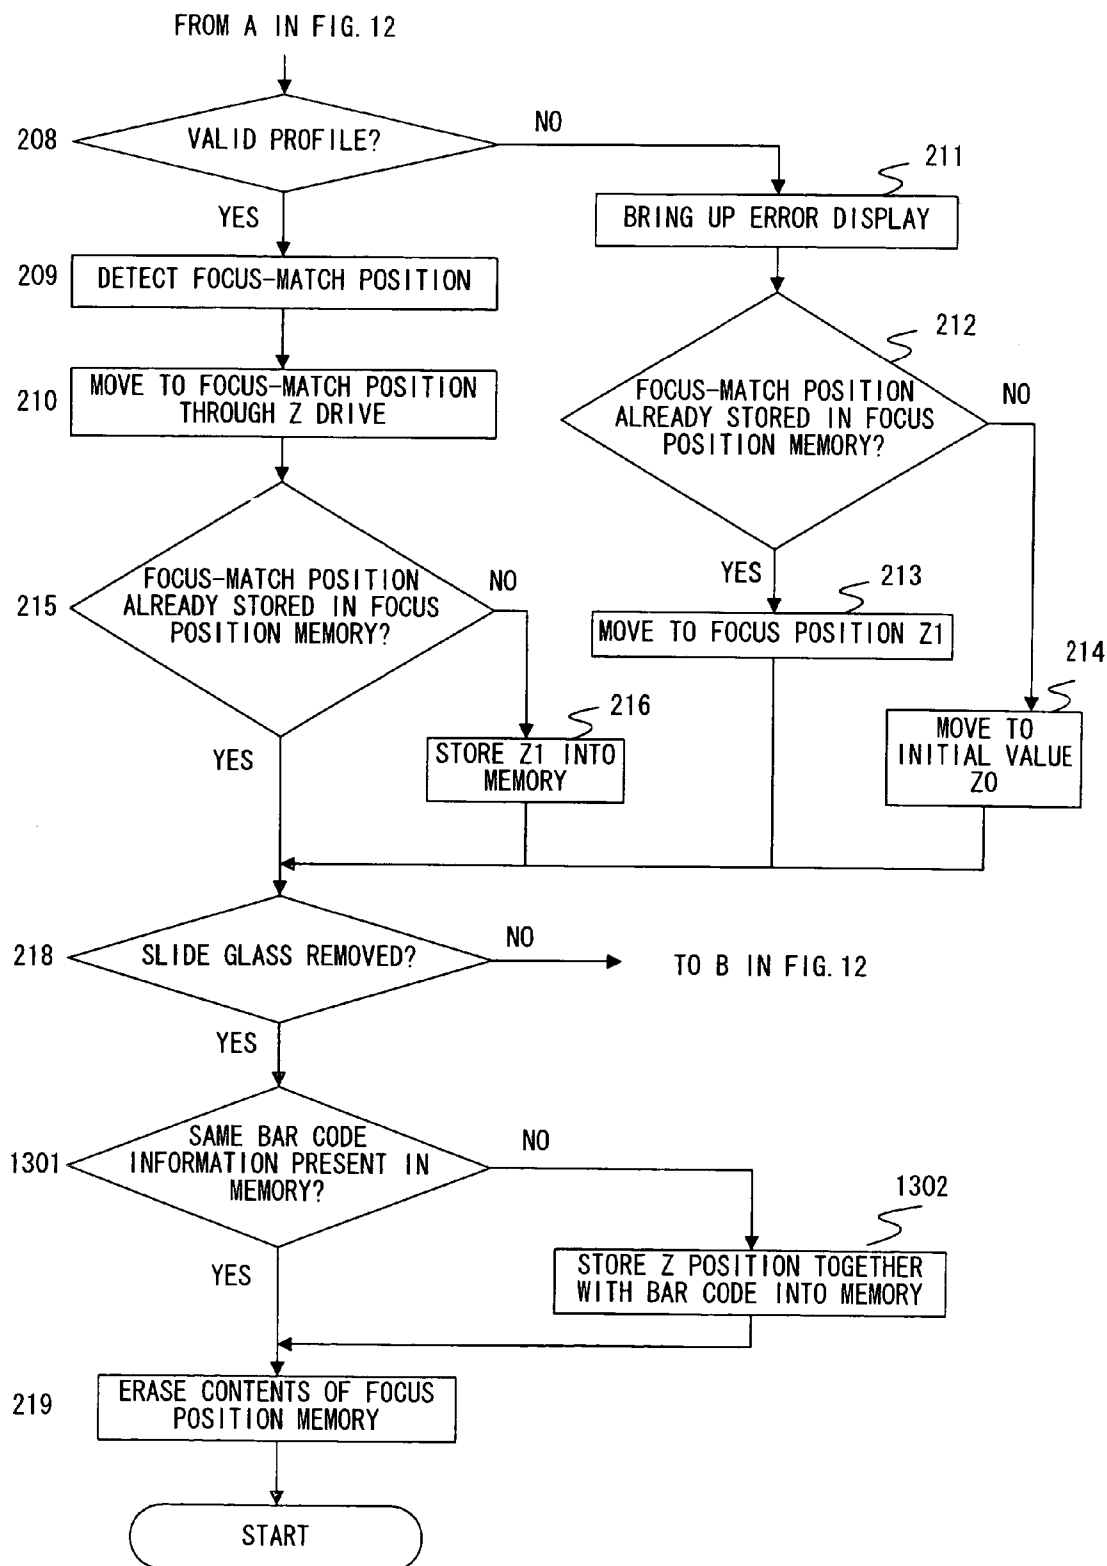 FROM A IN FIG. 12
208
VALID PROFILE?
NO
YES
211
BRING UP ERROR DISPLAY
209
DETECT FOCUS-MATCH POSITION
212
210
MOVE TO FOCUS-MATCH POSITION
THROUGH Z DRIVE
FOCUS-MATCH POSITION
ALREADY STORED IN FOCUS
POSITION MEMORY?
NO
YES
215
FOCUS-MATCH POSITION
ALREADY STORED IN FOCUS
POSITION MEMORY?
NO
YES
213
MOVE TO FOCUS POSITION Z1
214
MOVE TO
INITIAL VALUE
Z0
216
STORE Z1 INTO
MEMORY
218
SLIDE GLASS REMOVED?
NO
TO B IN FIG. 12
YES
1301
SAME BAR CODE
INFORMATION PRESENT IN
MEMORY?
NO
YES
1302
STORE Z POSITION TOGETHER
WITH BAR CODE INTO MEMORY
219
ERASE CONTENTS OF FOCUS
POSITION MEMORY
START